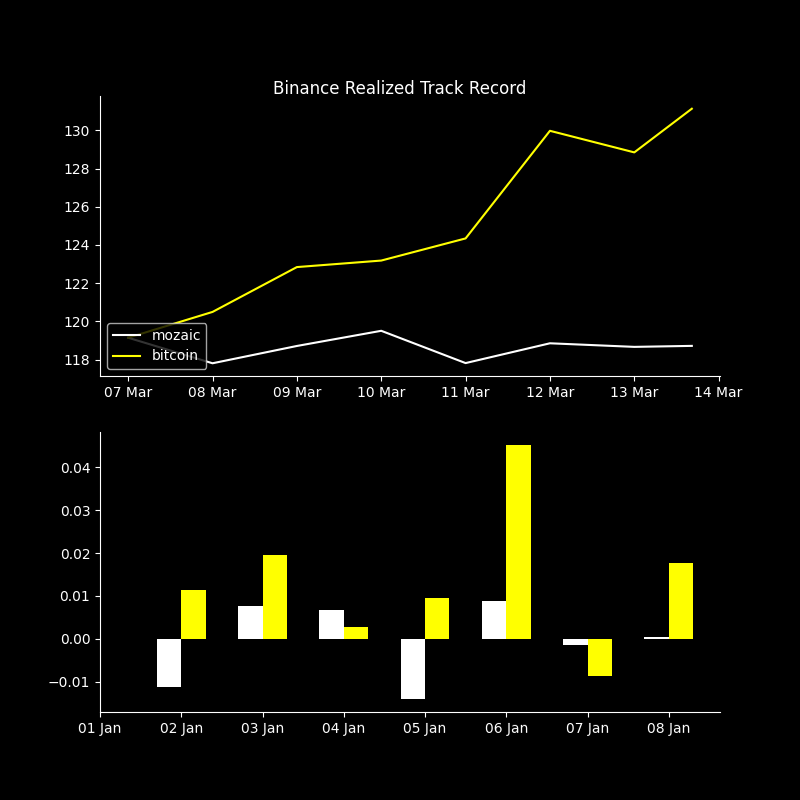 Binance Realized Track Record
130
128
126
124
122
120
118
mozaic
bitcoin
07 Mar 08 Mar 09 Mar 10 Mar 11 Mar 12 Mar 13 Mar 14 Mar
0.04
0.03
0.02
0.01
0.00
−0.01
01 Jan 02 Jan 03 Jan 04 Jan 05 Jan 06 Jan 07 Jan 08 Jan